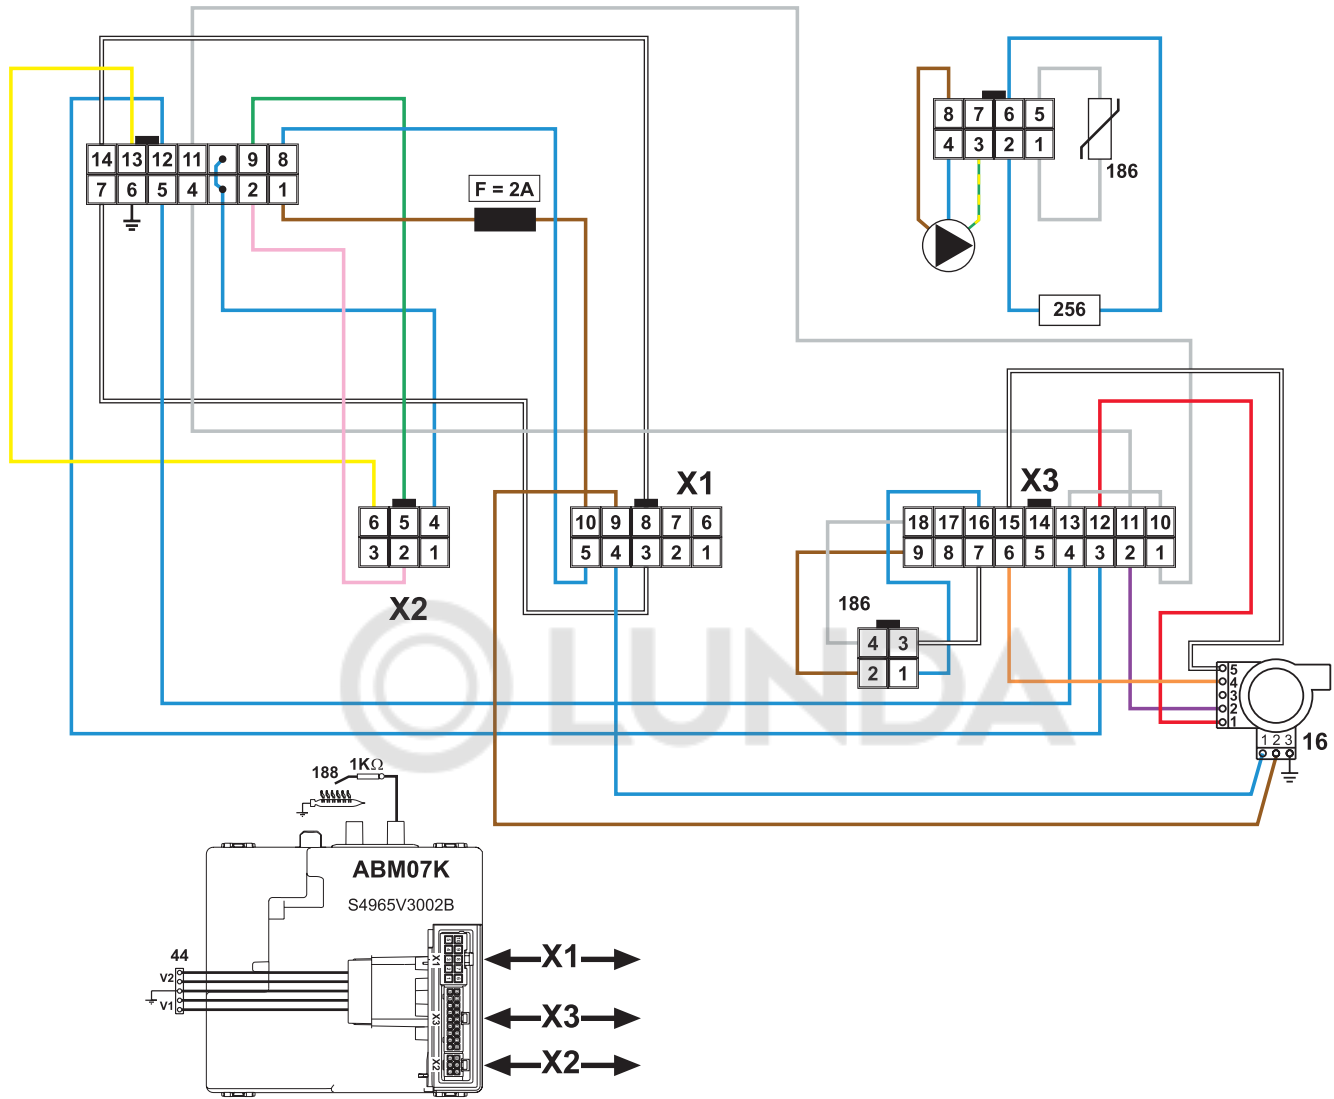 14 13 12 11 9 8
7 6 5 4 2 1
F = 2A
8 7 6 5
4 3 2 1
186
256
X1
X3
6 5 4
3 2 1
X2
10 9 8 7 6
5 4 3 2 1
18 17 16 15 14 13 12 11 10
9 8 7 6 5 4 3 2 1
186
4 3
2 1
LUNDA
5
4
3
2
1
1 2 3
16
188
1KΩ
ABM07K
S4965V3002B
44
V2
V1
X1
X3
X2
X1
X3
X2